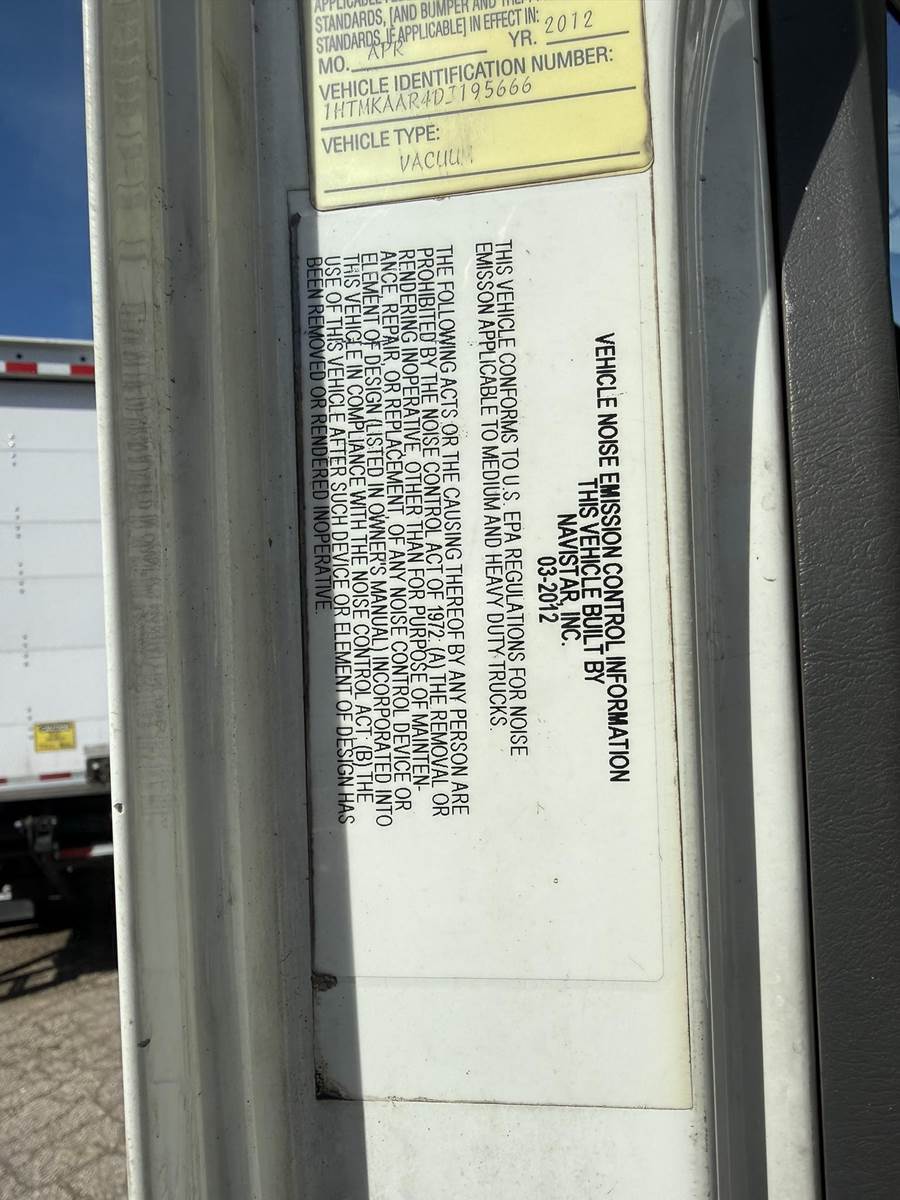 STANDARDS, [AND BUMPER AND
STANDARDS, IF APPLICABLE] IN EFFECT IN:
MO. APR YR. 2012
VEHICLE IDENTIFICATION NUMBER:
1HTMKAAR4DJ195666
VEHICLE TYPE:
VACUUM
VEHICLE NOISE EMISSION CONTROL INFORMATION
THIS VEHICLE BUILT BY
NAVISTAR, INC.
03-2012
THIS VEHICLE CONFORMS TO U.S. EPA REGULATIONS FOR NOISE
EMISSON APPLICABLE TO MEDIUM AND HEAVY DUTY TRUCKS.
THE FOLLOWING ACTS OR THE CAUSING THEREOF BY ANY PERSON ARE
PROHIBITED BY THE NOISE CONTROL ACT OF 1972: (A) THE REMOVAL OR
RENDERING INOPERATIVE, OTHER THAN FOR PURPOSE OF MAINTEN-
ANCE, REPAIR, OR REPLACEMENT, OF ANY NOISE CONTROL DEVICE OR
ELEMENT OF DESIGN (LISTED IN OWNER'S MANUAL) INCORPORATED INTO
THIS VEHICLE IN COMPLIANCE WITH THE NOISE CONTROL ACT; (B) THE
USE OF THIS VEHICLE AFTER SUCH DEVICE OR ELEMENT OF DESIGN HAS
BEEN REMOVED OR RENDERED INOPERATIVE.